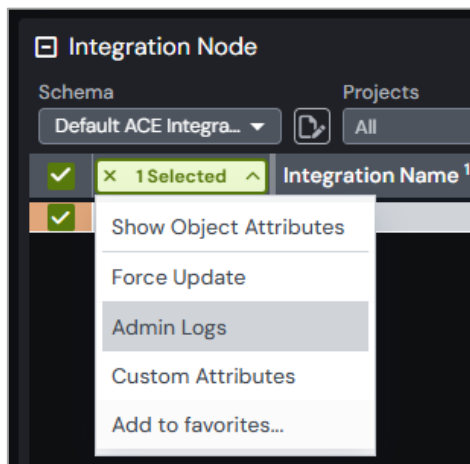 Integration Node
Schema Projects
Default ACE Integra... All
× 1 Selected Integration Name 1
Show Object Attributes
Force Update
Admin Logs
Custom Attributes
Add to favorites...